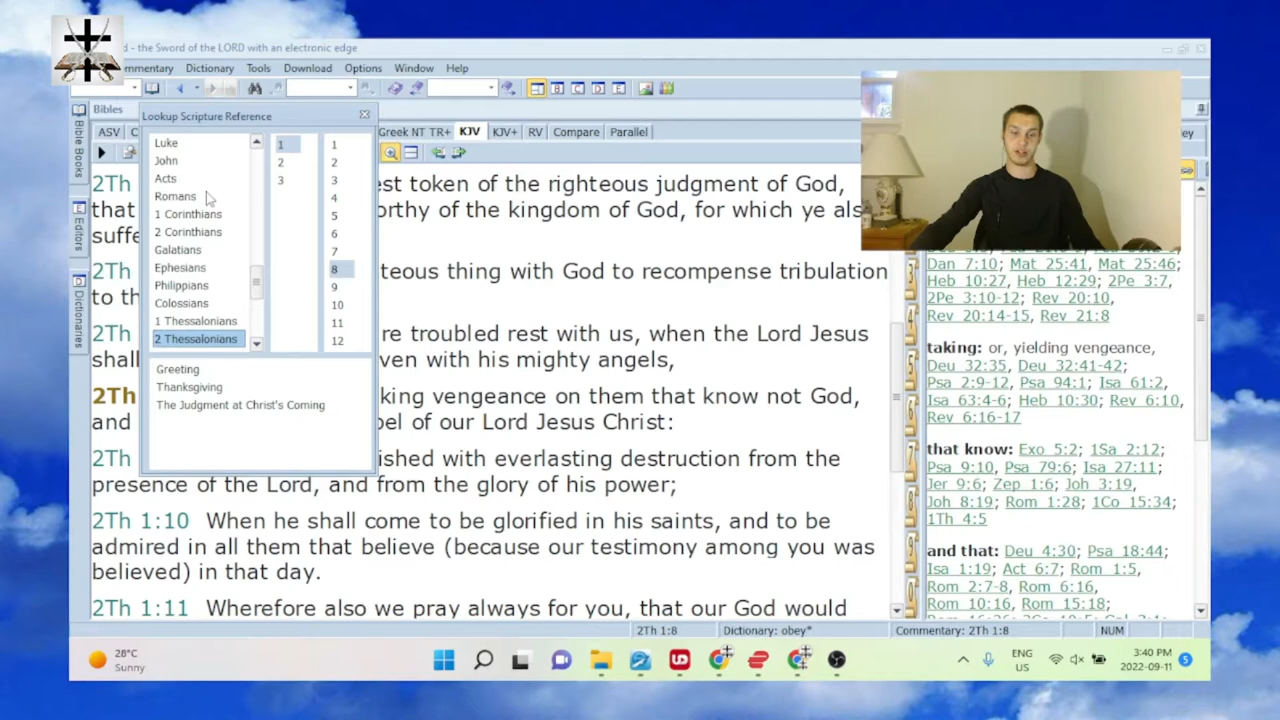 d - the Sword of the LORD with an electronic edge
mmentary Dictionary Tools Download Options Window Help
Bibles
Lookup Scripture Reference
ASV C Greek NT TR+ KJV KJV+ RV Compare Parallel
ey
Bible Books
Editors
Dictionaries
Luke
John
Acts
Romans
1 Corinthians
2 Corinthians
Galatians
Ephesians
Philippians
Colossians
1 Thessalonians
2 Thessalonians
1
2
3
1
2
3
4
5
6
7
8
9
10
11
12
Greeting
Thanksgiving
The Judgment at Christ's Coming
2Th est token of the righteous judgment of God,
that orthy of the kingdom of God, for which ye als
suffe
2Th teous thing with God to recompense tribulation
to th
2Th re troubled rest with us, when the Lord Jesus
shall ven with his mighty angels,
2Th king vengeance on them that know not God,
and pel of our Lord Jesus Christ:
2Th ished with everlasting destruction from the
presence of the Lord, and from the glory of his power;
2Th 1:10 When he shall come to be glorified in his saints, and to be
admired in all them that believe (because our testimony among you was
believed) in that day.
2Th 1:11 Wherefore also we pray always for you, that our God would
Dan 7:10; Mat 25:41, Mat 25:46;
Heb 10:27, Heb 12:29; 2Pe 3:7,
2Pe 3:10-12; Rev 20:10,
Rev 20:14-15, Rev 21:8
taking: or, yielding vengeance,
Deu 32:35, Deu 32:41-42;
Psa 2:9-12, Psa 94:1; Isa 61:2,
Isa 63:4-6; Heb 10:30; Rev 6:10,
Rev 6:16-17
that know: Exo 5:2; 1Sa 2:12;
Psa 9:10, Psa 79:6; Isa 27:11;
Jer 9:6; Zep 1:6; Joh 3:19,
Joh 8:19; Rom 1:28; 1Co 15:34;
1Th 4:5
and that: Deu 4:30; Psa 18:44;
Isa 1:19; Act 6:7; Rom 1:5,
Rom 2:7-8, Rom 6:16,
Rom 10:16, Rom 15:18;
2Th 1:8 Dictionary: obey* Commentary: 2Th 1:8 NUM
28°C
Sunny
ENG
US
3:40 PM
2022-09-11
5